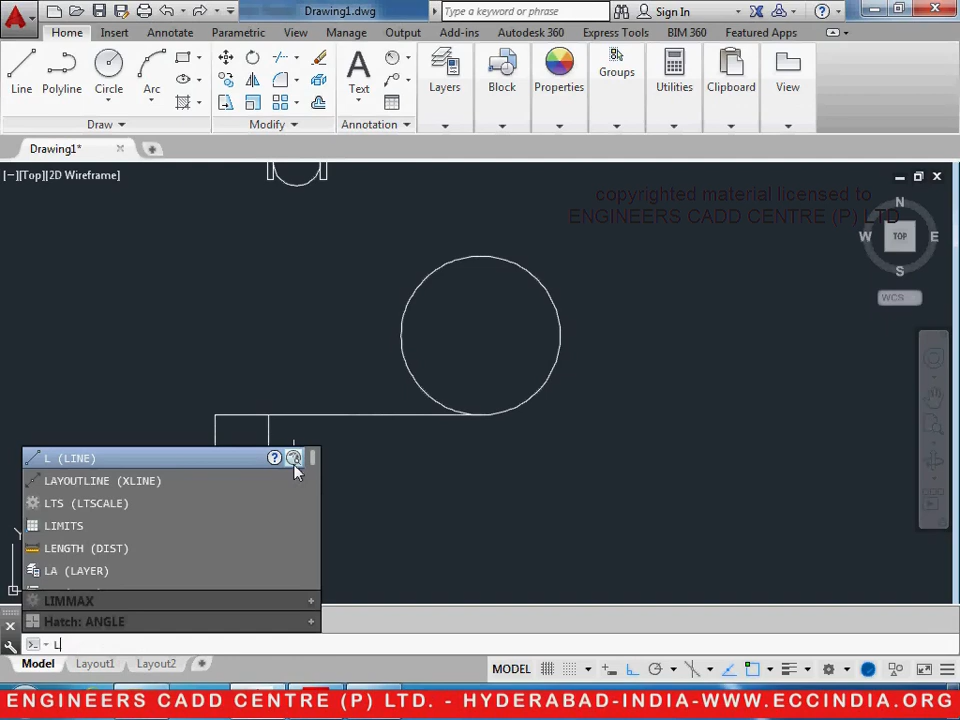 Drawing1.dwg
Type a keyword or phrase
Sign In
Home Insert Annotate Parametric View Manage Output Add-ins Autodesk 360 Express Tools BIM 360 Featured Apps
Line Polyline Circle Arc Text Layers Block Properties Groups Utilities Clipboard View
Draw Modify Annotation
Drawing1*
[−][Top][2D Wireframe]
copyrighted material licensed to
ENGINEERS CADD CENTRE (P) LTD
N
W TOP E
S
WCS
L (LINE)
LAYOUTLINE (XLINE)
LTS (LTSCALE)
LIMITS
Y
LENGTH (DIST)
LA (LAYER)
LIMMAX
Hatch: ANGLE
L
Model Layout1 Layout2 MODEL
ENGINEERS CADD CENTRE (P) LTD. - HYDERABAD-INDIA-WWW.ECCINDIA.ORG